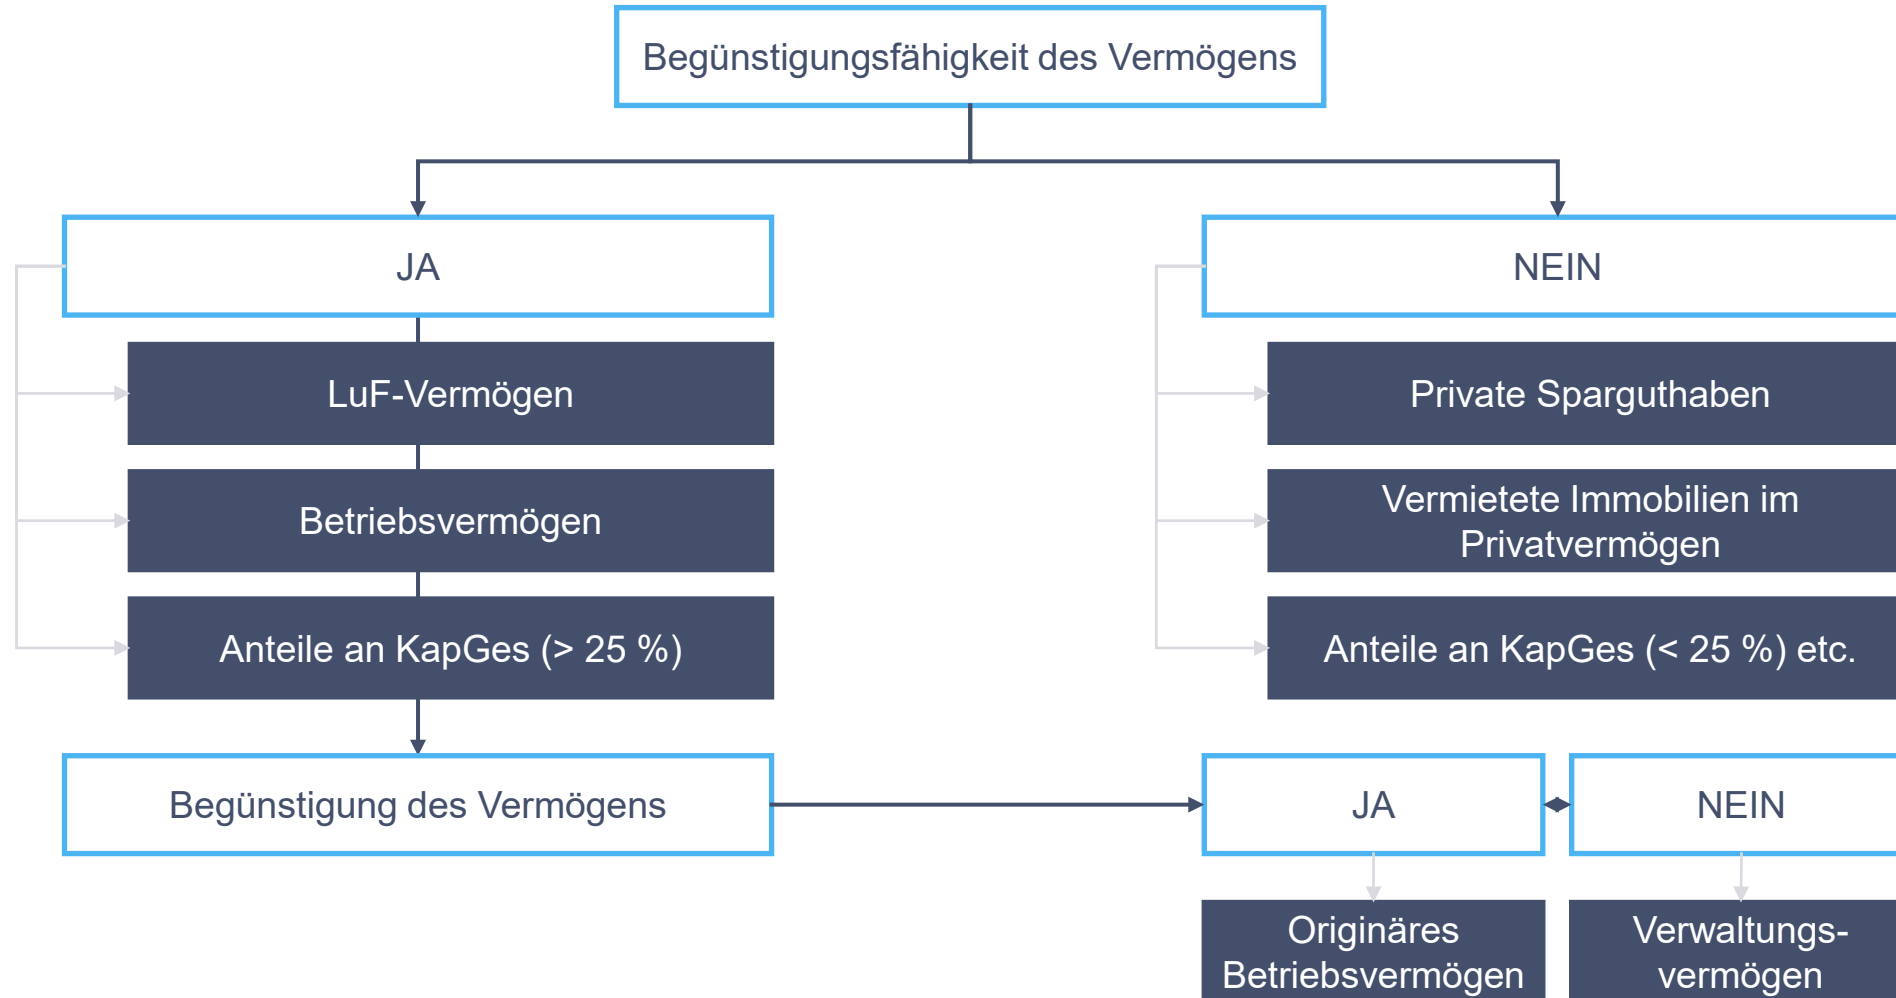 Begünstigungsfähigkeit des Vermögens
JA
NEIN
LuF-Vermögen
Private Sparguthaben
Betriebsvermögen
Vermietete Immobilien im
Privatvermögen
Anteile an KapGes (> 25 %)
Anteile an KapGes (< 25 %) etc.
Begünstigung des Vermögens
JA
NEIN
Originäres
Betriebsvermögen
Verwaltungs-
vermögen